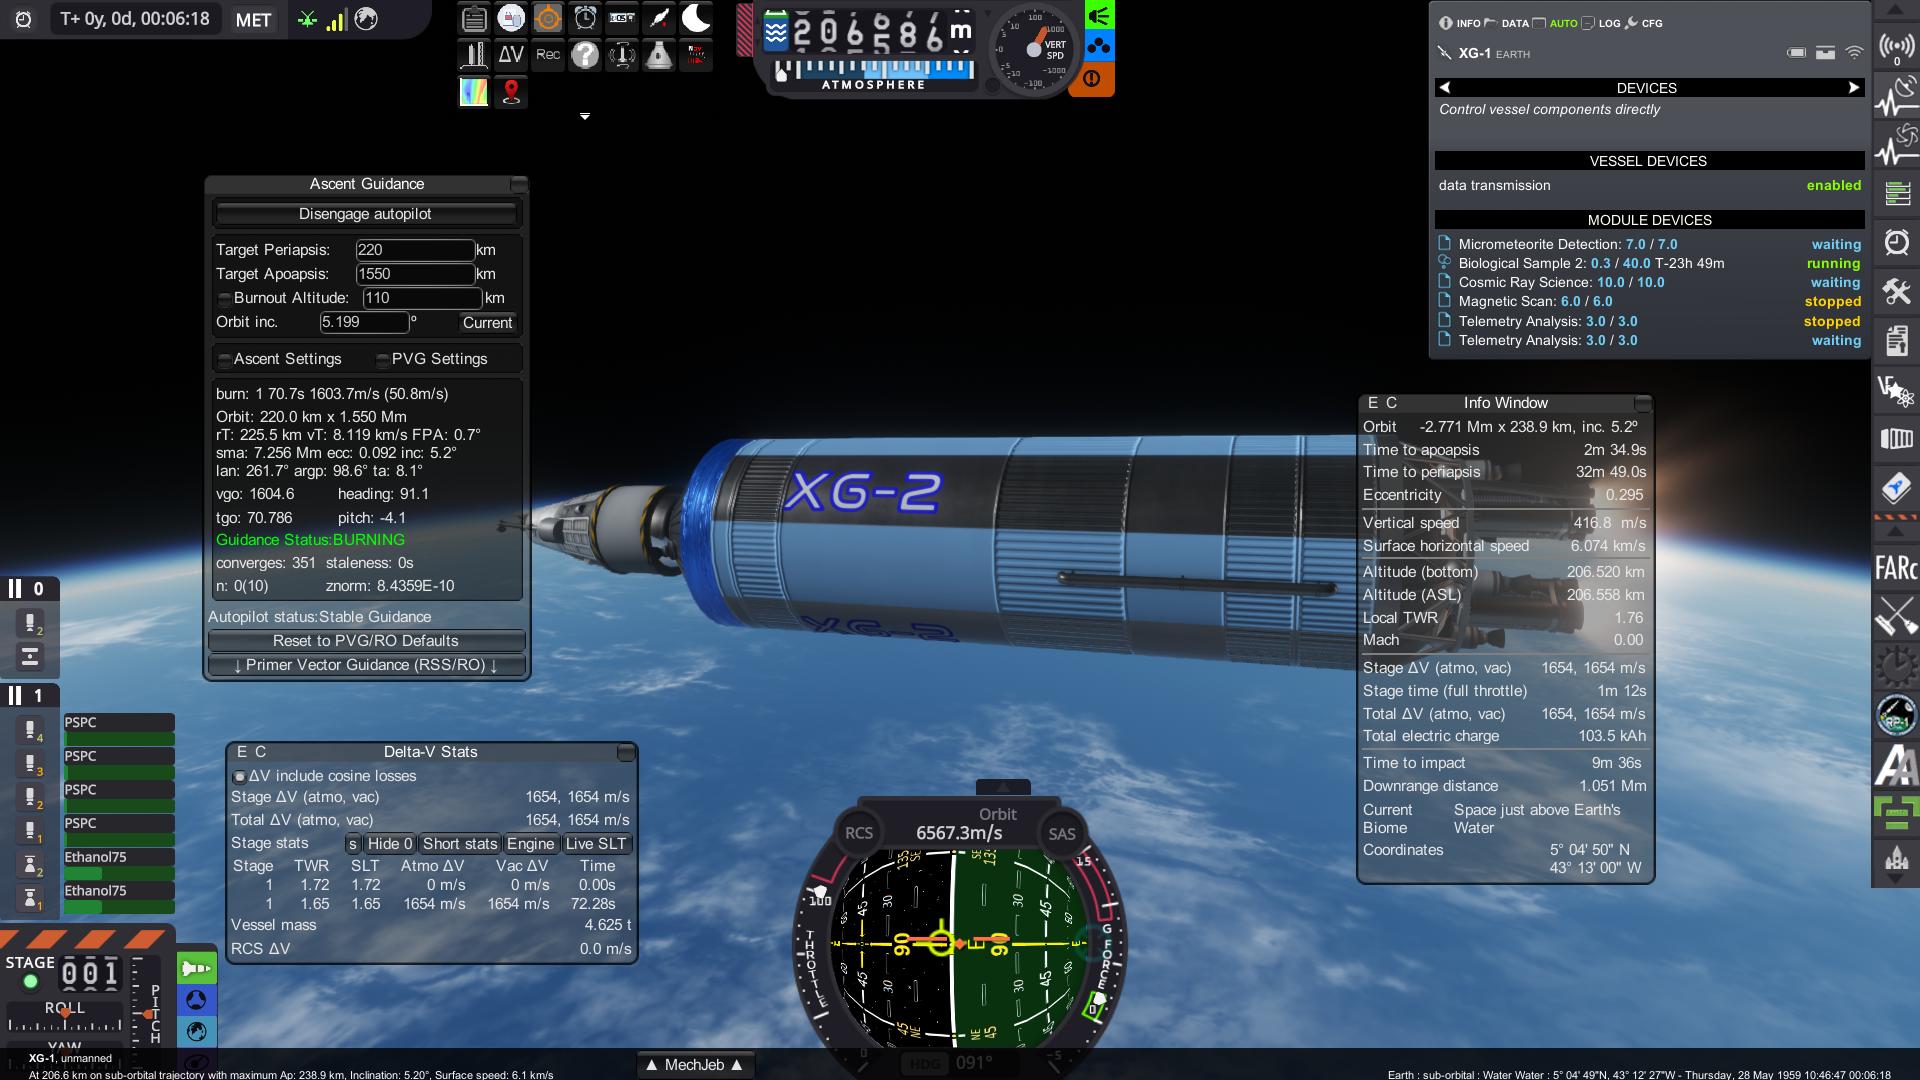 T+ 0y, 0d, 00:06:18
MET
ΔV
Rec
206586 m
ATMOSPHERE
VERT SPD
INFO DATA AUTO LOG CFG
XG-1 EARTH
DEVICES
Control vessel components directly
VESSEL DEVICES
data transmission enabled
MODULE DEVICES
Micrometeorite Detection: 7.0 / 7.0 waiting
Biological Sample 2: 0.3 / 40.0 T-23h 49m running
Cosmic Ray Science: 10.0 / 10.0 waiting
Magnetic Scan: 6.0 / 6.0 stopped
Telemetry Analysis: 3.0 / 3.0 stopped
Telemetry Analysis: 3.0 / 3.0 waiting
0
FARc
Ascent Guidance
Disengage autopilot
Target Periapsis: 220 km
Target Apoapsis: 1550 km
Burnout Altitude: 110 km
Orbit inc. 5.199 º Current
Ascent Settings PVG Settings
burn: 1 70.7s 1603.7m/s (50.8m/s)
Orbit: 220.0 km x 1.550 Mm
rT: 225.5 km vT: 8.119 km/s FPA: 0.7°
sma: 7.256 Mm ecc: 0.092 inc: 5.2°
lan: 261.7° argp: 98.6° ta: 8.1°
vgo: 1604.6 heading: 91.1
tgo: 70.786 pitch: -4.1
Guidance Status:BURNING
converges: 351 staleness: 0s
n: 0(10) znorm: 8.4359E-10
Autopilot status:Stable Guidance
Reset to PVG/RO Defaults
↓ Primer Vector Guidance (RSS/RO) ↓
XG-2
XG-2
E C Info Window
Orbit -2.771 Mm x 238.9 km, inc. 5.2º
Time to apoapsis 2m 34.9s
Time to periapsis 32m 49.0s
Eccentricity 0.295
Vertical speed 416.8 m/s
Surface horizontal speed 6.074 km/s
Altitude (bottom) 206.520 km
Altitude (ASL) 206.558 km
Local TWR 1.76
Mach 0.00
Stage ΔV (atmo, vac) 1654, 1654 m/s
Stage time (full throttle) 1m 12s
Total ΔV (atmo, vac) 1654, 1654 m/s
Total electric charge 103.5 kAh
Time to impact 9m 36s
Downrange distance 1.051 Mm
Current Biome Space just above Earth's Water
Coordinates 5° 04' 50" N
43° 13' 00" W
0
2
1
4 PSPC
3 PSPC
2 PSPC
1 PSPC
2 Ethanol75
1 Ethanol75
E C Delta-V Stats
ΔV include cosine losses
Stage ΔV (atmo, vac) 1654, 1654 m/s
Total ΔV (atmo, vac) 1654, 1654 m/s
Stage stats s Hide 0 Short stats Engine Live SLT
Stage TWR SLT Atmo ΔV Vac ΔV Time
1 1.72 1.72 0 m/s 0 m/s 0.00s
1 1.65 1.65 1654 m/s 1654 m/s 72.28s
Vessel mass 4.625 t
RCS ΔV 0.0 m/s
Orbit
RCS 6567.3m/s SAS
THROTTLE
G FORCE
HDG 091°
STAGE 001
ROLL
PITCH
YAW
▲ MechJeb ▲
XG-1, unmanned
At 206.6 km on sub-orbital trajectory with maximum Ap: 238.9 km, Inclination: 5.20°, Surface speed: 6.1 km/s
Earth : sub-orbital : Water Water : 5° 04' 49"N, 43° 12' 27"W - Thursday, 28 May 1959 10:46:47 00:06:18